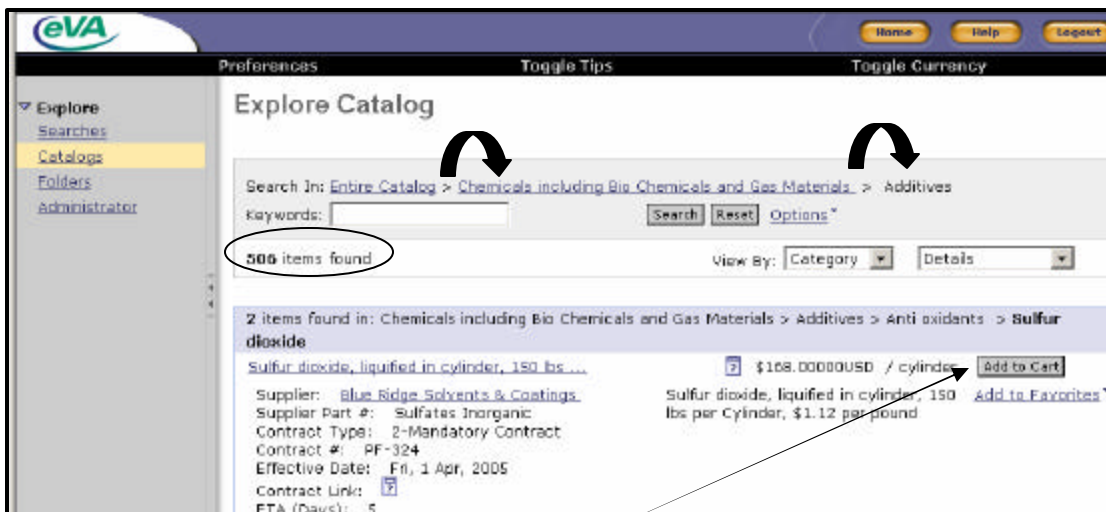 eVA
Home Help Logout
Preferences Toggle Tips Toggle Currency
Explore
Searches
Catalogs
Folders
Administrator
Explore Catalog
Search In: Entire Catalog > Chemicals including Bio Chemicals and Gas Materials > Additives
Keywords: Search Reset Options
506 items found View By: Category Details
2 items found in: Chemicals including Bio Chemicals and Gas Materials > Additives > Anti oxidants > Sulfur
dioxide
Sulfur dioxide, liquified in cylinder, 150 lbs ... ? $168.00000USD / cylinder Add to Cart
Supplier: Blue Ridge Solvents & Coatings Sulfur dioxide, liquified in cylinder, 150 Add to Favorites
Supplier Part #: Sulfates Inorganic lbs per Cylinder, $1.12 per pound
Contract Type: 2-Mandatory Contract
Contract #: PF-324
Effective Date: Fri, 1 Apr, 2005
Contract Link: ?
ETA (Days): 5